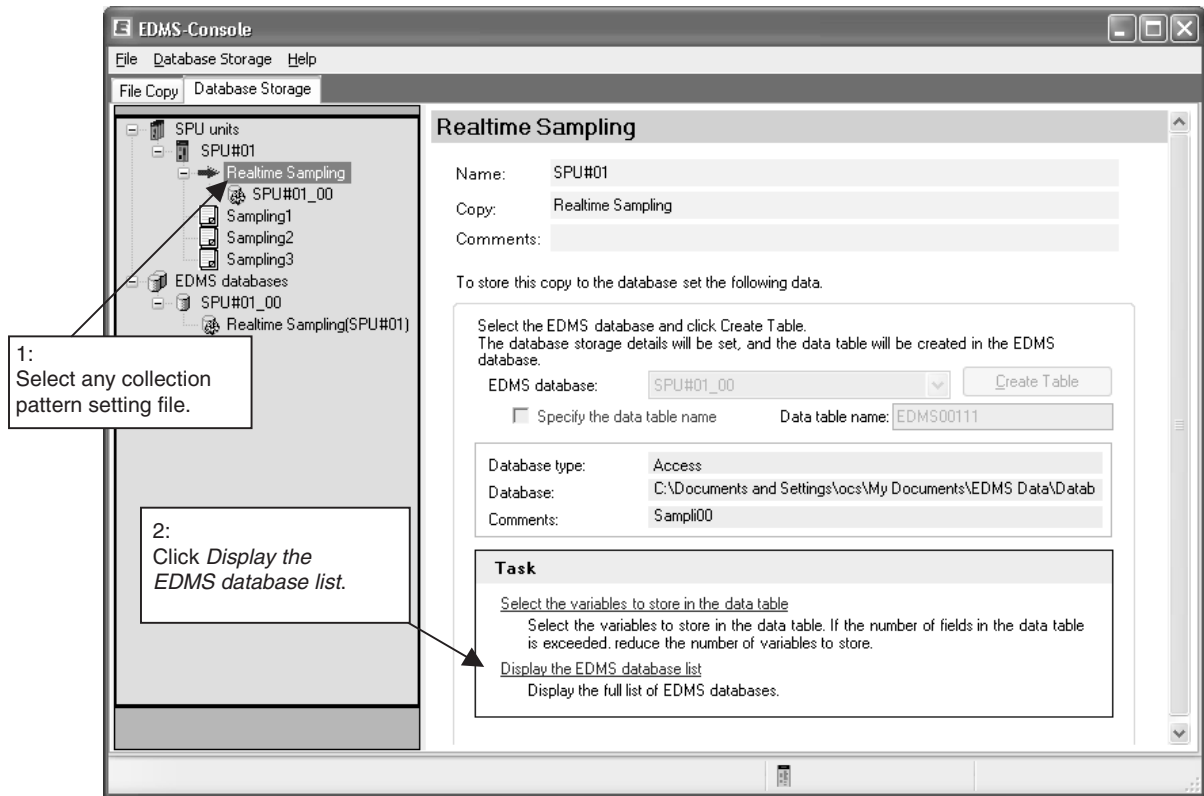 EDMS-Console
File Database Storage Help
File Copy Database Storage
SPU units
SPU#01
Realtime Sampling
SPU#01_00
Sampling1
Sampling2
Sampling3
EDMS databases
SPU#01_00
Realtime Sampling(SPU#01)
1:
Select any collection
pattern setting file.
2:
Click Display the
EDMS database list.
Realtime Sampling
Name: SPU#01
Copy: Realtime Sampling
Comments:
To store this copy to the database set the following data.
Select the EDMS database and click Create Table.
The database storage details will be set, and the data table will be created in the EDMS
database.
EDMS database: SPU#01_00 Create Table
Specify the data table name Data table name: EDMS00111
Database type: Access
Database: C:\Documents and Settings\ocs\My Documents\EDMS Data\Datab
Comments: Sampli00
Task
Select the variables to store in the data table
Select the variables to store in the data table. If the number of fields in the data table
is exceeded. reduce the number of variables to store.
Display the EDMS database list
Display the full list of EDMS databases.